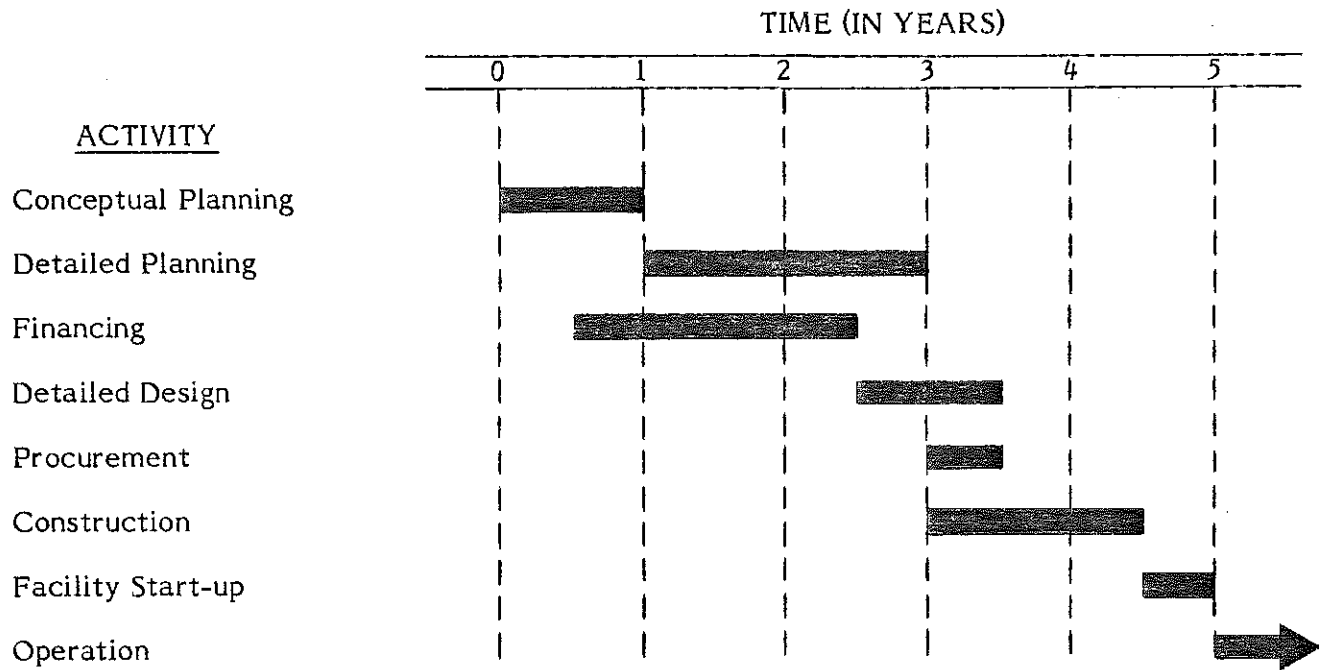 TIME (IN YEARS)
0 1 2 3 4 5
ACTIVITY
Conceptual Planning
Detailed Planning
Financing
Detailed Design
Procurement
Construction
Facility Start-up
Operation